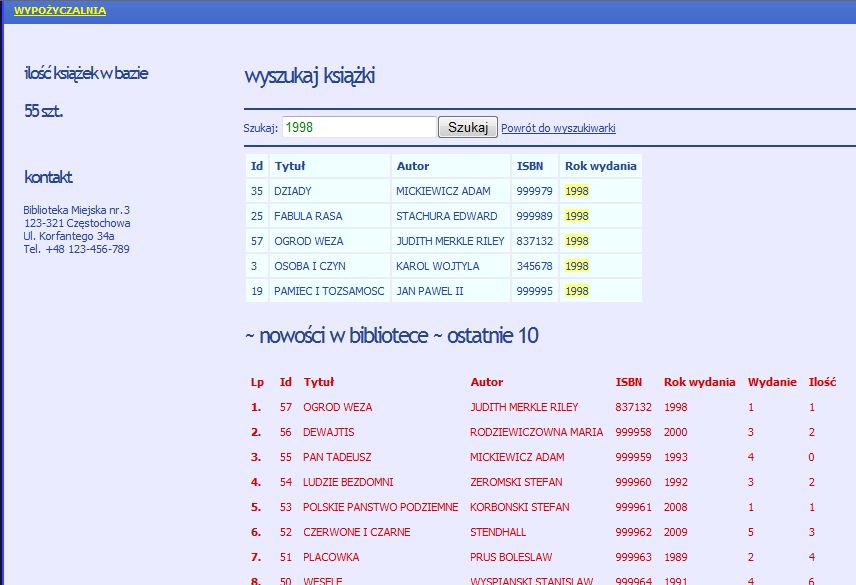 WYPOŻYCZALNIA
ilość książek w bazie
55 szt.
kontakt
Biblioteka Miejska nr.3
123-321 Częstochowa
Ul. Korfantego 34a
Tel. +48 123-456-789
wyszukaj książki
Szukaj: 1998 Szukaj Powrót do wyszukiwarki
Id Tytuł Autor ISBN Rok wydania
35 DZIADY MICKIEWICZ ADAM 999979 1998
25 FABULA RASA STACHURA EDWARD 999989 1998
57 OGROD WEZA JUDITH MERKLE RILEY 837132 1998
3 OSOBA I CZYN KAROL WOJTYLA 345678 1998
19 PAMIEC I TOZSAMOSC JAN PAWEL II 999995 1998
~ nowości w bibliotece ~ ostatnie 10
Lp Id Tytuł Autor ISBN Rok wydania Wydanie Ilość
1. 57 OGROD WEZA JUDITH MERKLE RILEY 837132 1998 1 1
2. 56 DEWAJTIS RODZIEWICZOWNA MARIA 999958 2000 3 2
3. 55 PAN TADEUSZ MICKIEWICZ ADAM 999959 1993 4 0
4. 54 LUDZIE BEZDOMNI ZEROMSKI STEFAN 999960 1992 3 2
5. 53 POLSKIE PANSTWO PODZIEMNE KORBONSKI STEFAN 999961 2008 1 1
6. 52 CZERWONE I CZARNE STENDHALL 999962 2009 5 3
7. 51 PLACOWKA PRUS BOLESLAW 999963 1989 2 4
8. 50 WESELE WYSPIANSKI STANISLAW 999964 1991 4 6